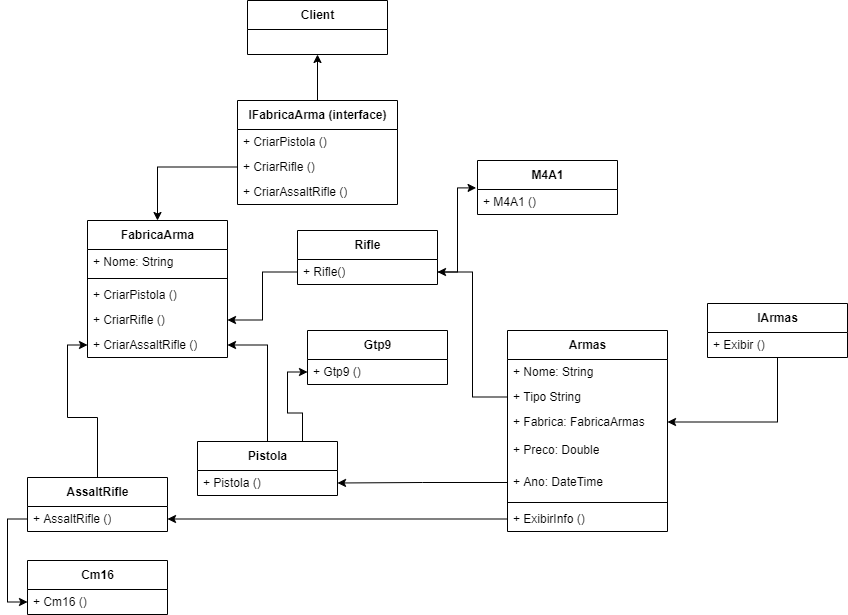 Client
IFabricaArma (interface)
+ CriarPistola ()
+ CriarRifle ()
+ CriarAssaltRifle ()
M4A1
+ M4A1 ()
FabricaArma
+ Nome: String
+ CriarPistola ()
+ CriarRifle ()
+ CriarAssaltRifle ()
Rifle
+ Rifle()
IArmas
+ Exibir ()
Gtp9
+ Gtp9 ()
Armas
+ Nome: String
+ Tipo String
+ Fabrica: FabricaArmas
+ Preco: Double
+ Ano: DateTime
+ ExibirInfo ()
Pistola
+ Pistola ()
AssaltRifle
+ AssaltRifle ()
Cm16
+ Cm16 ()